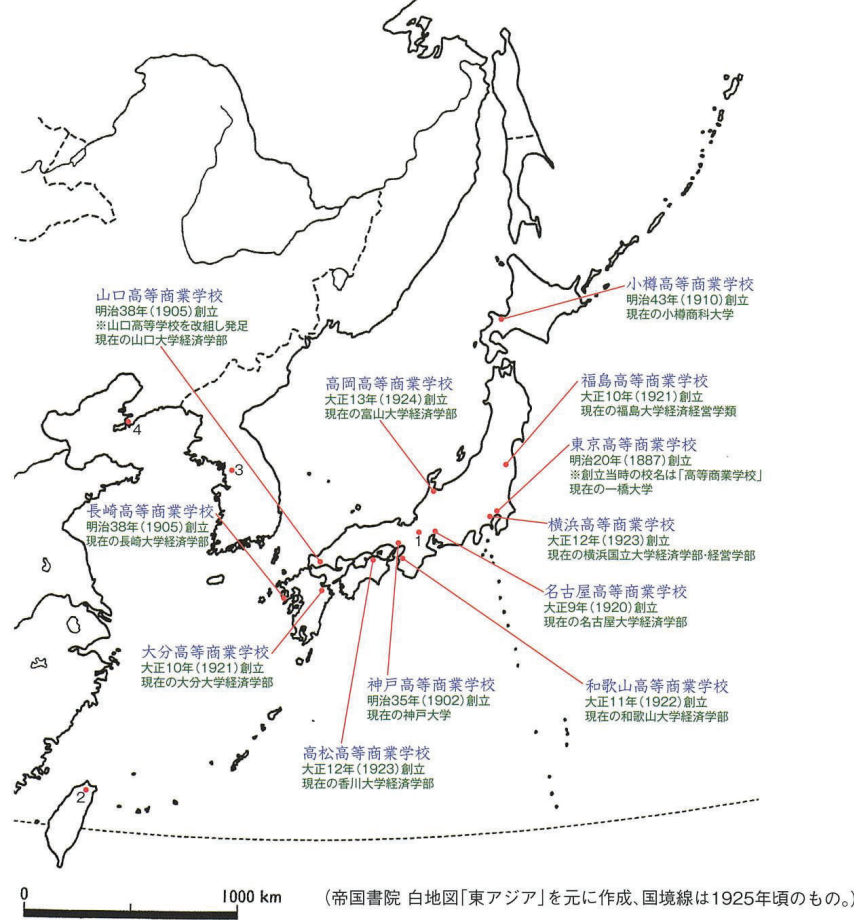 小樽高等商業学校
明治43年(1910)創立
現在の小樽商科大学
山口高等商業学校
明治38年(1905)創立
※山口高等学校を改組し発足
現在の山口大学経済学部
高岡高等商業学校
大正13年(1924)創立
現在の富山大学経済学部
福島高等商業学校
大正10年(1921)創立
現在の福島大学経済経営学類
東京高等商業学校
明治20年(1887)創立
※創立当時の校名は「高等商業学校」
現在の一橋大学
4
3
長崎高等商業学校
明治38年(1905)創立
現在の長崎大学経済学部
1
横浜高等商業学校
大正12年(1923)創立
現在の横浜国立大学経済学部・経営学部
名古屋高等商業学校
大正9年(1920)創立
現在の名古屋大学経済学部
大分高等商業学校
大正10年(1921)創立
現在の大分大学経済学部
神戸高等商業学校
明治35年(1902)創立
現在の神戸大学
和歌山高等商業学校
大正11年(1922)創立
現在の和歌山大学経済学部
高松高等商業学校
大正12年(1923)創立
現在の香川大学経済学部
2
0 1000 km
(帝国書院 白地図「東アジア」を元に作成、国境線は1925年頃のもの。)